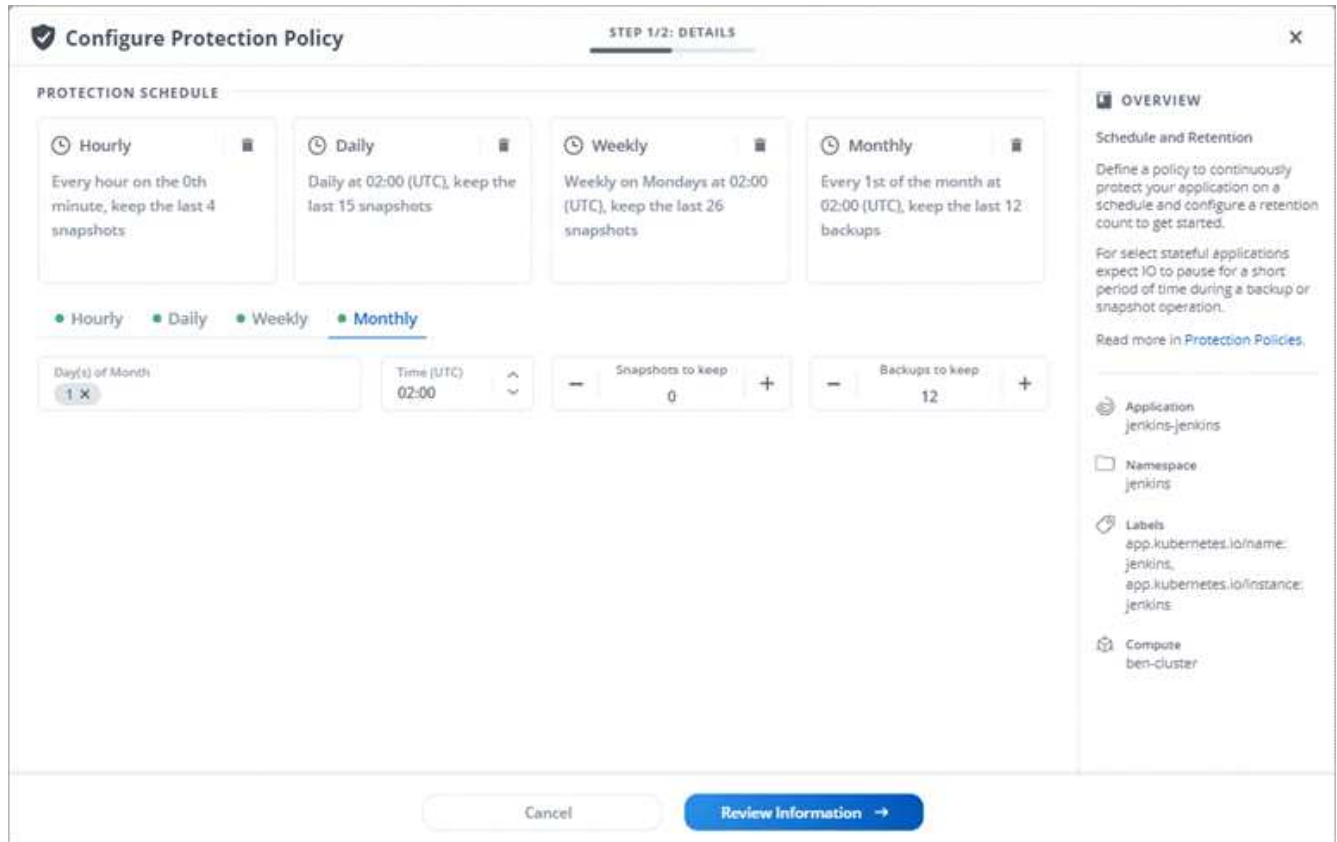 Configure Protection Policy
STEP 1/2: DETAILS
PROTECTION SCHEDULE
Hourly
Every hour on the 0th
minute, keep the last 4
snapshots
Daily
Daily at 02:00 (UTC), keep the
last 15 snapshots
Weekly
Weekly on Mondays at 02:00
(UTC), keep the last 26
snapshots
Monthly
Every 1st of the month at
02:00 (UTC), keep the last 12
backups
Hourly
Daily
Weekly
Monthly
Day(s) of Month
1 ×
Time (UTC)
02:00
Snapshots to keep
− 0 +
Backups to keep
− 12 +
OVERVIEW
Schedule and Retention
Define a policy to continuously
protect your application on a
schedule and configure a retention
count to get started.
For select stateful applications
expect IO to pause for a short
period of time during a backup or
snapshot operation.
Read more in Protection Policies.
Application
jenkins-jenkins
Namespace
jenkins
Labels
app.kubernetes.io/name:
jenkins,
app.kubernetes.io/instance:
jenkins
Compute
ben-cluster
Cancel
Review Information →